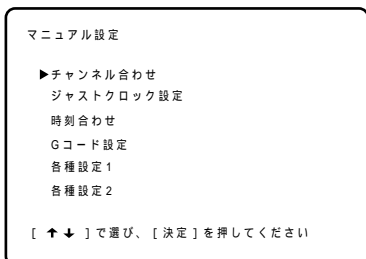 マニュアル設定
▶チャンネル合わせ
ジャストクロック設定
時刻合わせ
Gコード設定
各種設定1
各種設定2
[ ↑↓ ]で選び、[決定]を押してください